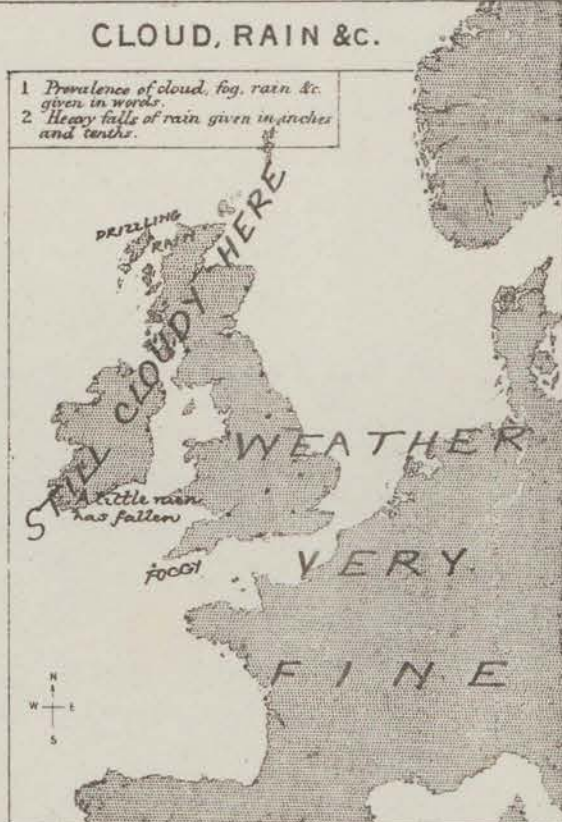 CLOUD, RAIN &c.
1 Prevalence of cloud, fog, rain &c.
given in words.
2 Heavy falls of rain given in inches
and tenths.
DRIZZLING
RAIN
STILL CLOUDY HERE
WEATHER
A little rain
has fallen
VERY
FOGGY
FINE
N
W E
S